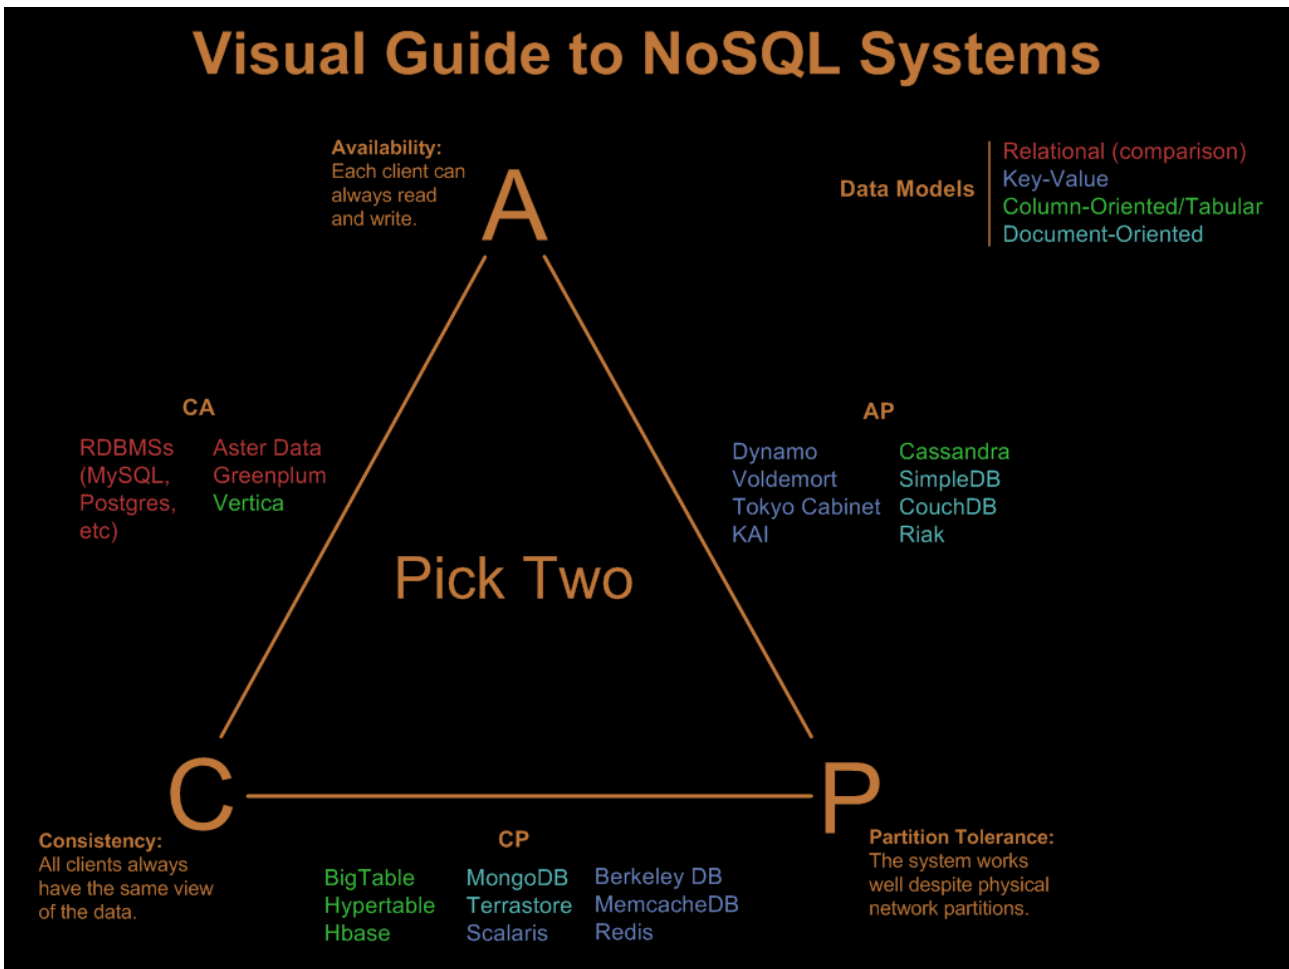 Visual Guide to NoSQL Systems
Availability:
Each client can
always read
and write.
A
Data Models
Relational (comparison)
Key-Value
Column-Oriented/Tabular
Document-Oriented
CA
RDBMSs
(MySQL,
Postgres,
etc)
Aster Data
Greenplum
Vertica
AP
Dynamo
Voldemort
Tokyo Cabinet
KAI
Cassandra
SimpleDB
CouchDB
Riak
Pick Two
C
Consistency:
All clients always
have the same view
of the data.
P
Partition Tolerance:
The system works
well despite physical
network partitions.
CP
BigTable
Hypertable
Hbase
MongoDB
Terrastore
Scalaris
Berkeley DB
MemcacheDB
Redis